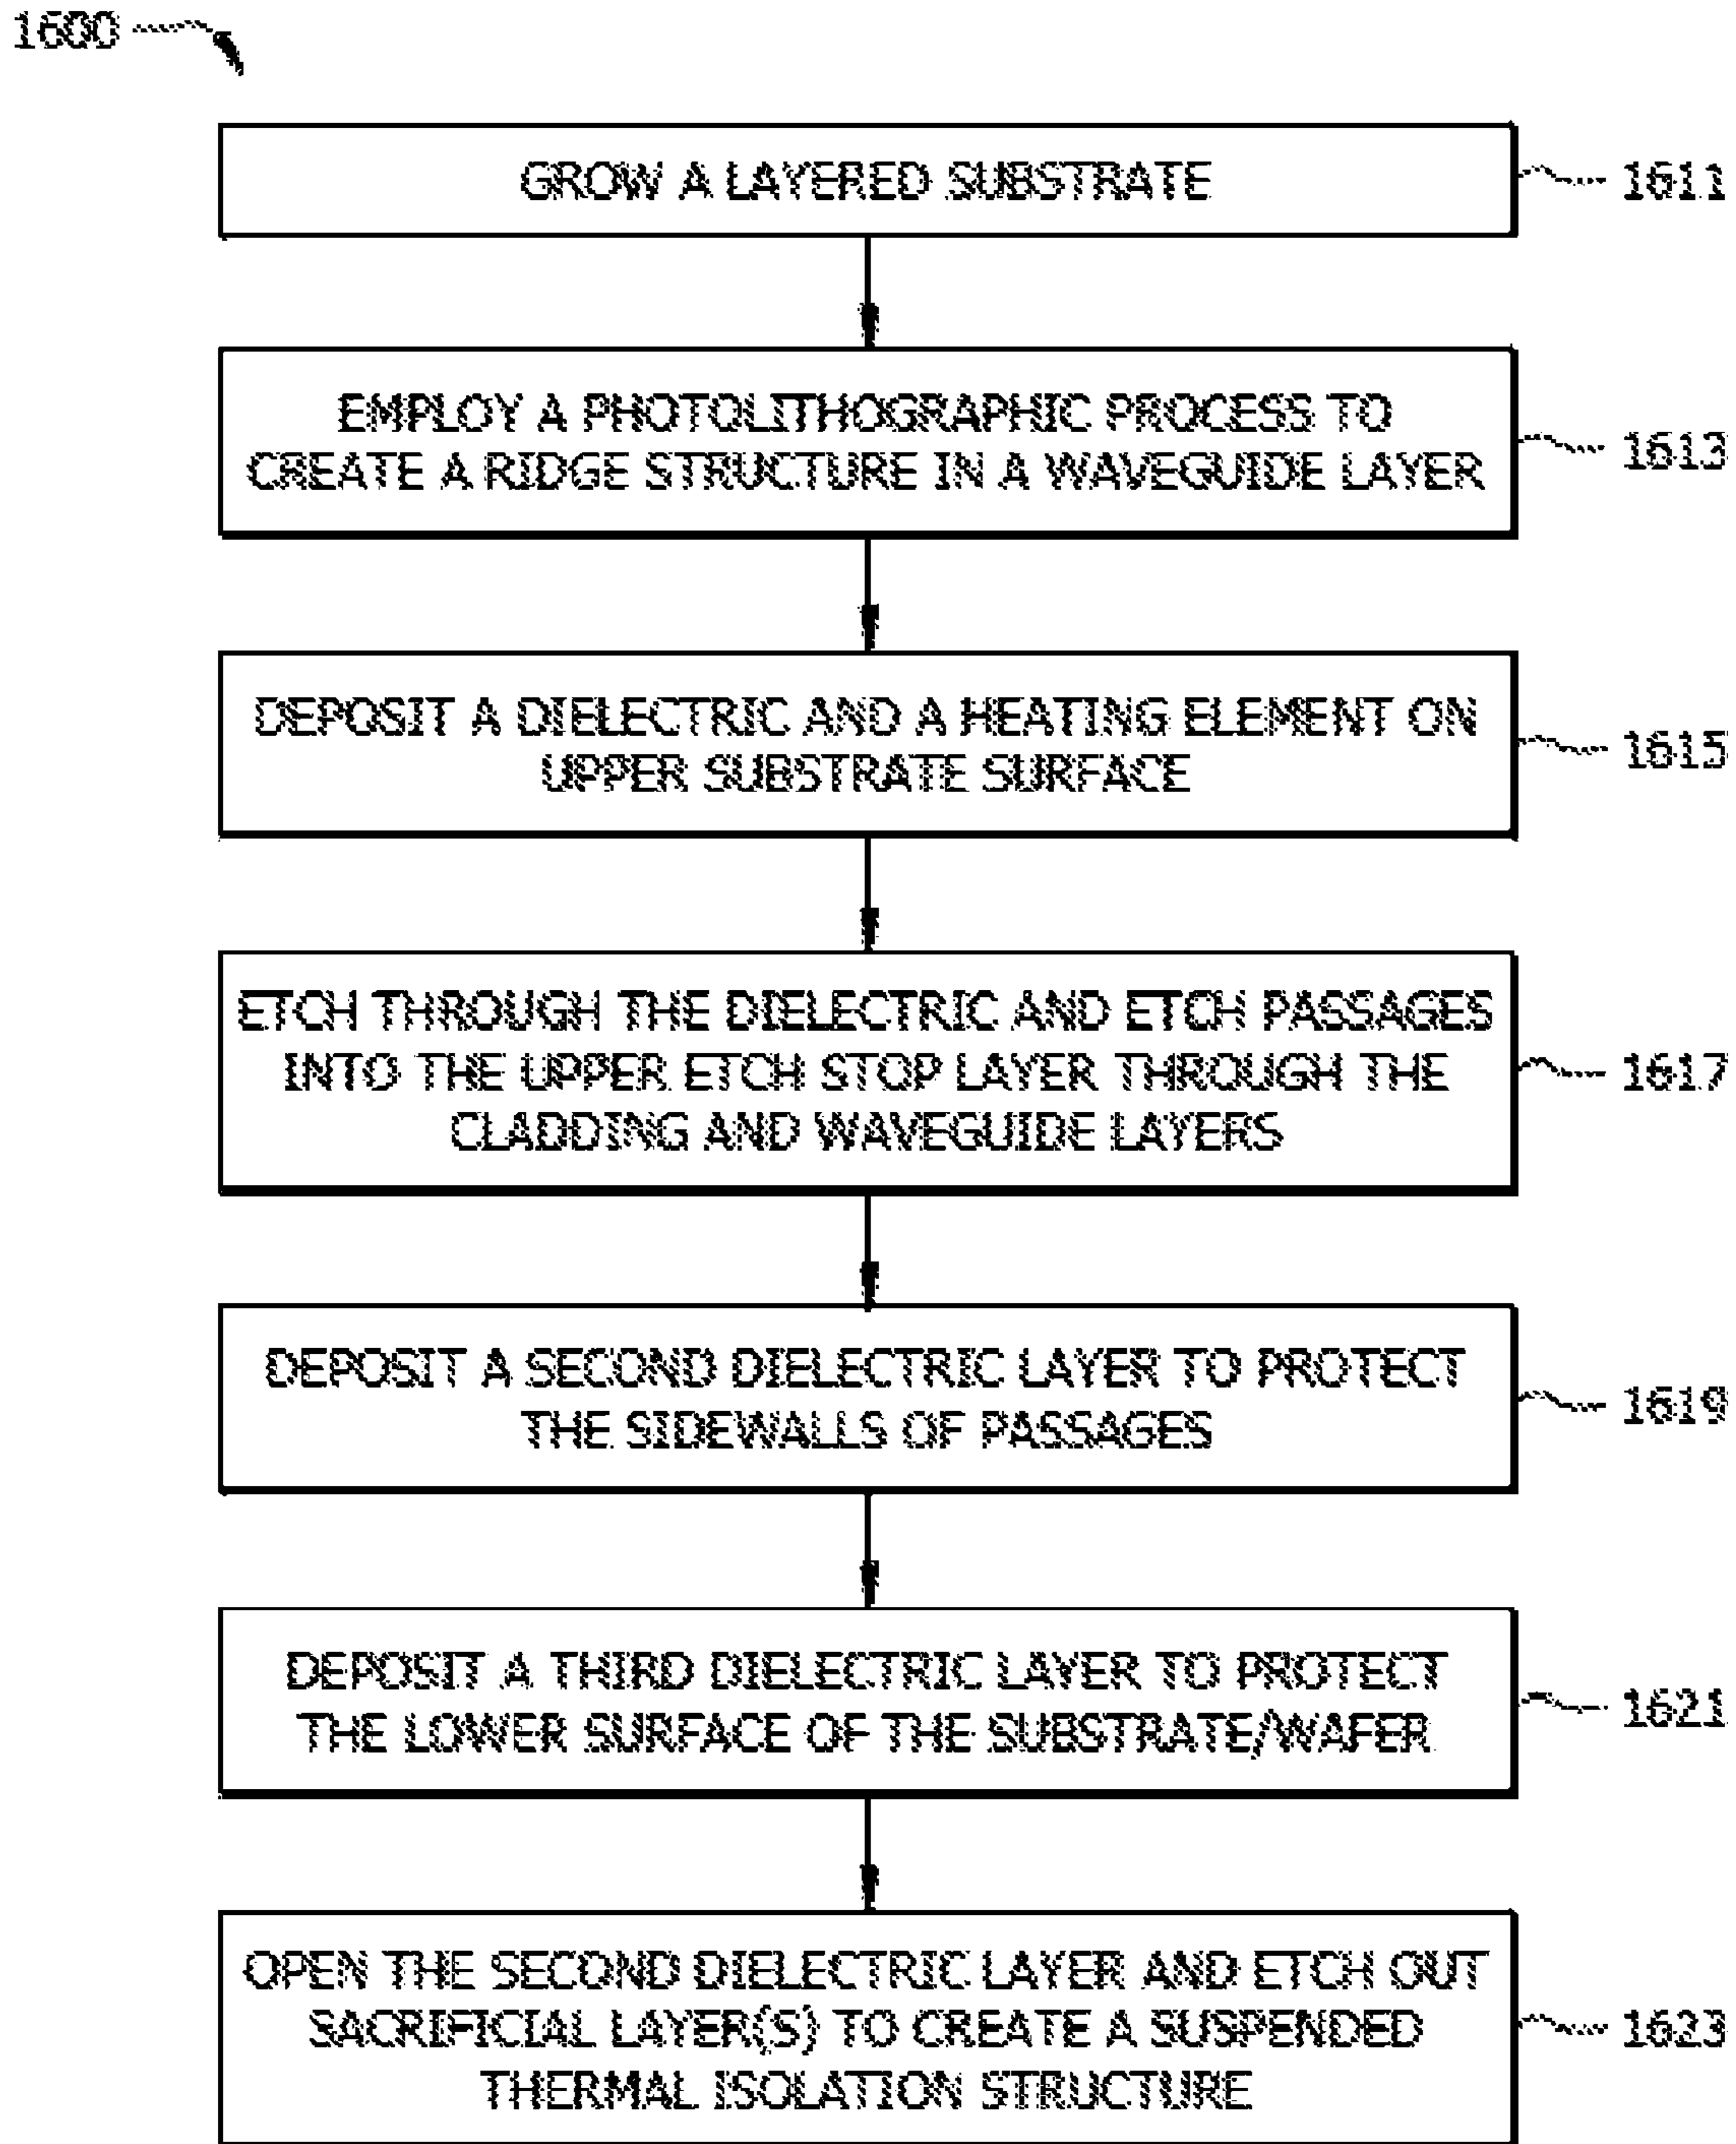 1600
GROW A LAYERED SUBSTRATE
1611
EMPLOY A PHOTOLITHOGRAPHIC PROCESS TO
CREATE A RIDGE STRUCTURE IN A WAVEGUIDE LAYER
1613
DEPOSIT A DIELECTRIC AND A HEATING ELEMENT ON
UPPER SUBSTRATE SURFACE
1615
ETCH THROUGH THE DIELECTRIC AND ETCH PASSAGES
INTO THE UPPER ETCH STOP LAYER THROUGH THE
CLADDING AND WAVEGUIDE LAYERS
1617
DEPOSIT A SECOND DIELECTRIC LAYER TO PROTECT
THE SIDEWALLS OF PASSAGES
1619
DEPOSIT A THIRD DIELECTRIC LAYER TO PROTECT
THE LOWER SURFACE OF THE SUBSTRATE/WAFER
1621
OPEN THE SECOND DIELECTRIC LAYER AND ETCH OUT
SACRIFICIAL LAYER(S) TO CREATE A SUSPENDED
THERMAL ISOLATION STRUCTURE
1623